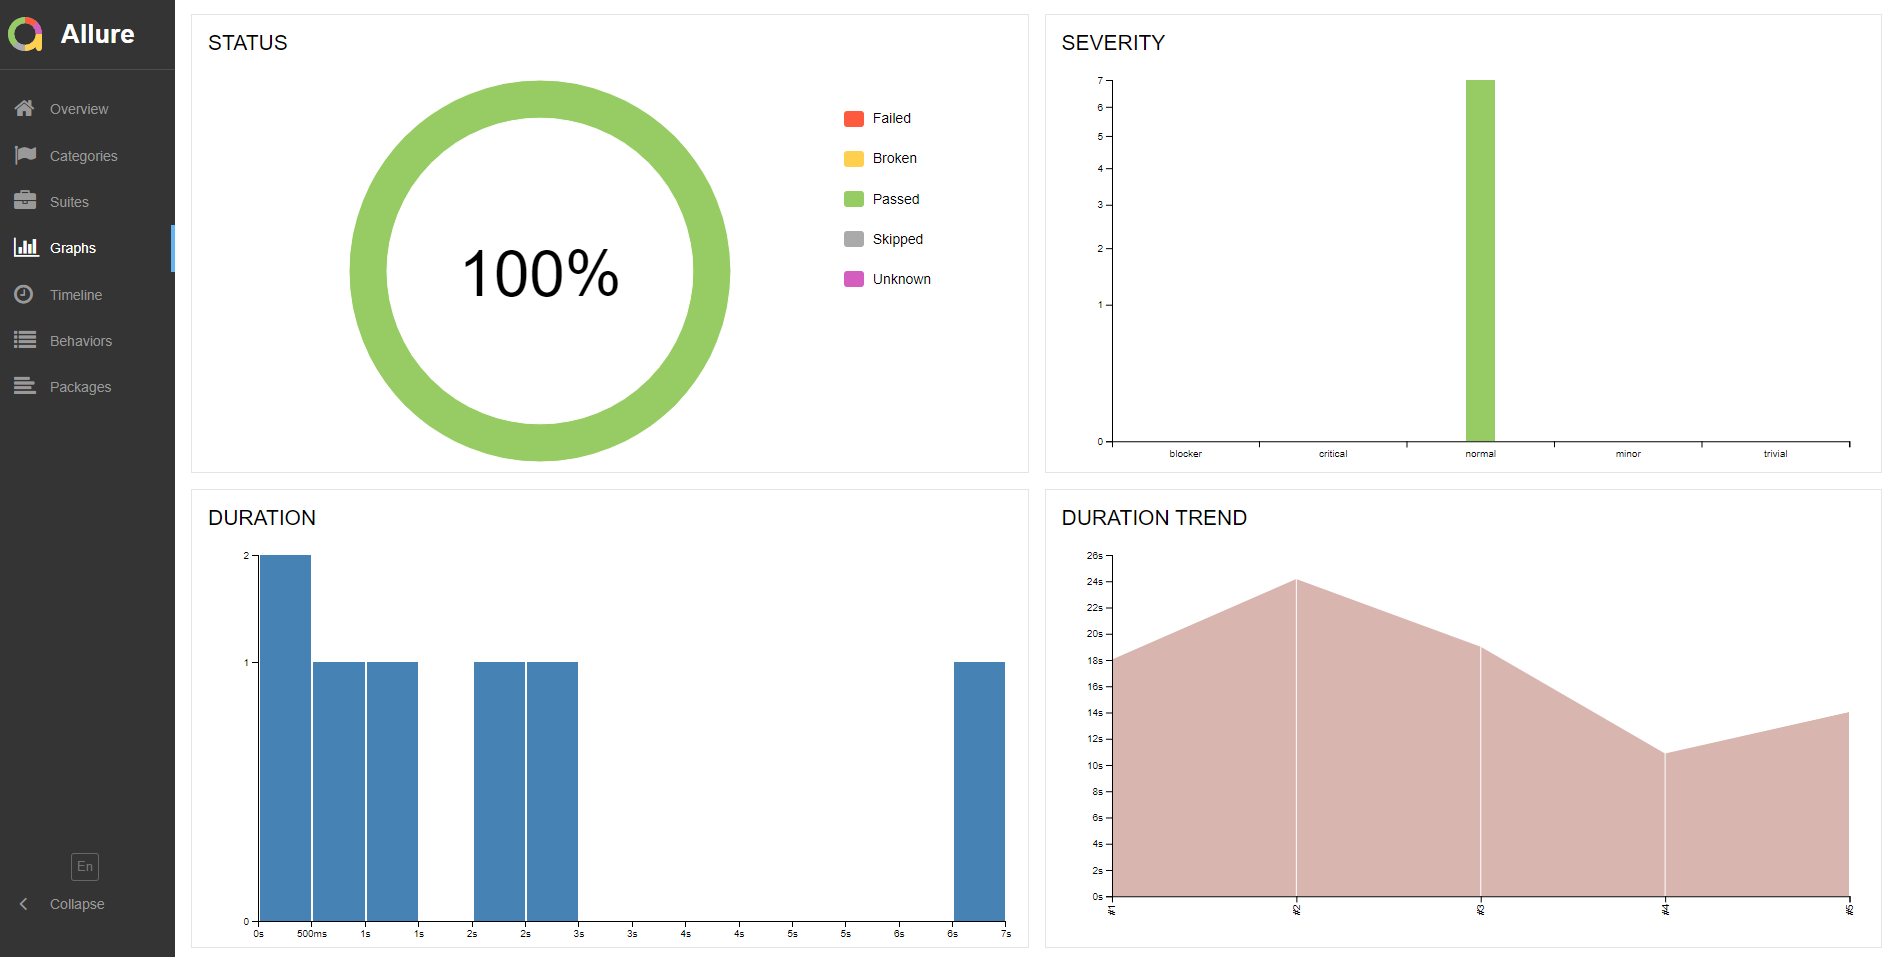 Allure
Overview
Categories
Suites
Graphs
Timeline
Behaviors
Packages
En
Collapse
STATUS
100%
Failed
Broken
Passed
Skipped
Unknown
SEVERITY
7
6
5
4
3
2
1
0
blocker critical normal minor trivial
DURATION
2
1
0
0s 500ms 1s 1s 2s 2s 3s 3s 4s 4s 5s 5s 6s 6s 7s
DURATION TREND
26s
24s
22s
20s
18s
16s
14s
12s
10s
8s
6s
4s
2s
0s
#1 #2 #3 #4 #5